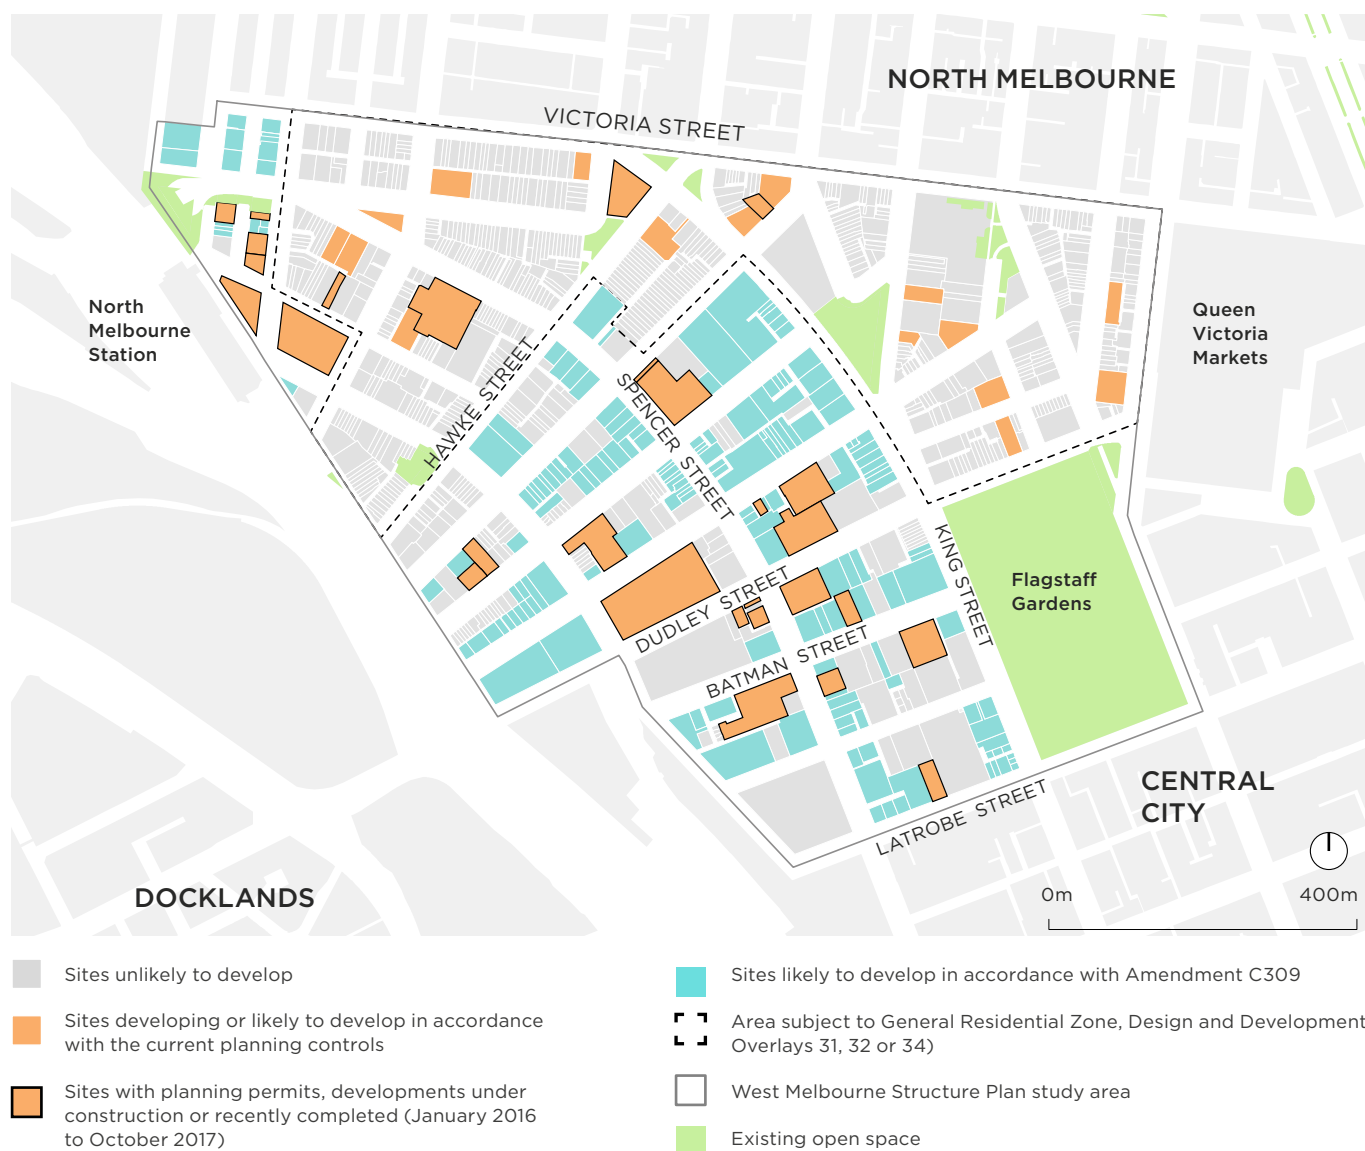 NORTH MELBOURNE
VICTORIA STREET
North
Melbourne
Station
Queen
Victoria
Markets
HAWKE STREET
SPENCER STREET
KING STREET
Flagstaff
Gardens
DUDLEY STREET
BATMAN STREET
LATROBE STREET
CENTRAL
CITY
DOCKLANDS
0m
400m
Sites unlikely to develop
Sites developing or likely to develop in accordance
with the current planning controls
Sites with planning permits, developments under
construction or recently completed (January 2016
to October 2017)
Sites likely to develop in accordance with Amendment C309
Area subject to General Residential Zone, Design and Development
Overlays 31, 32 or 34)
West Melbourne Structure Plan study area
Existing open space